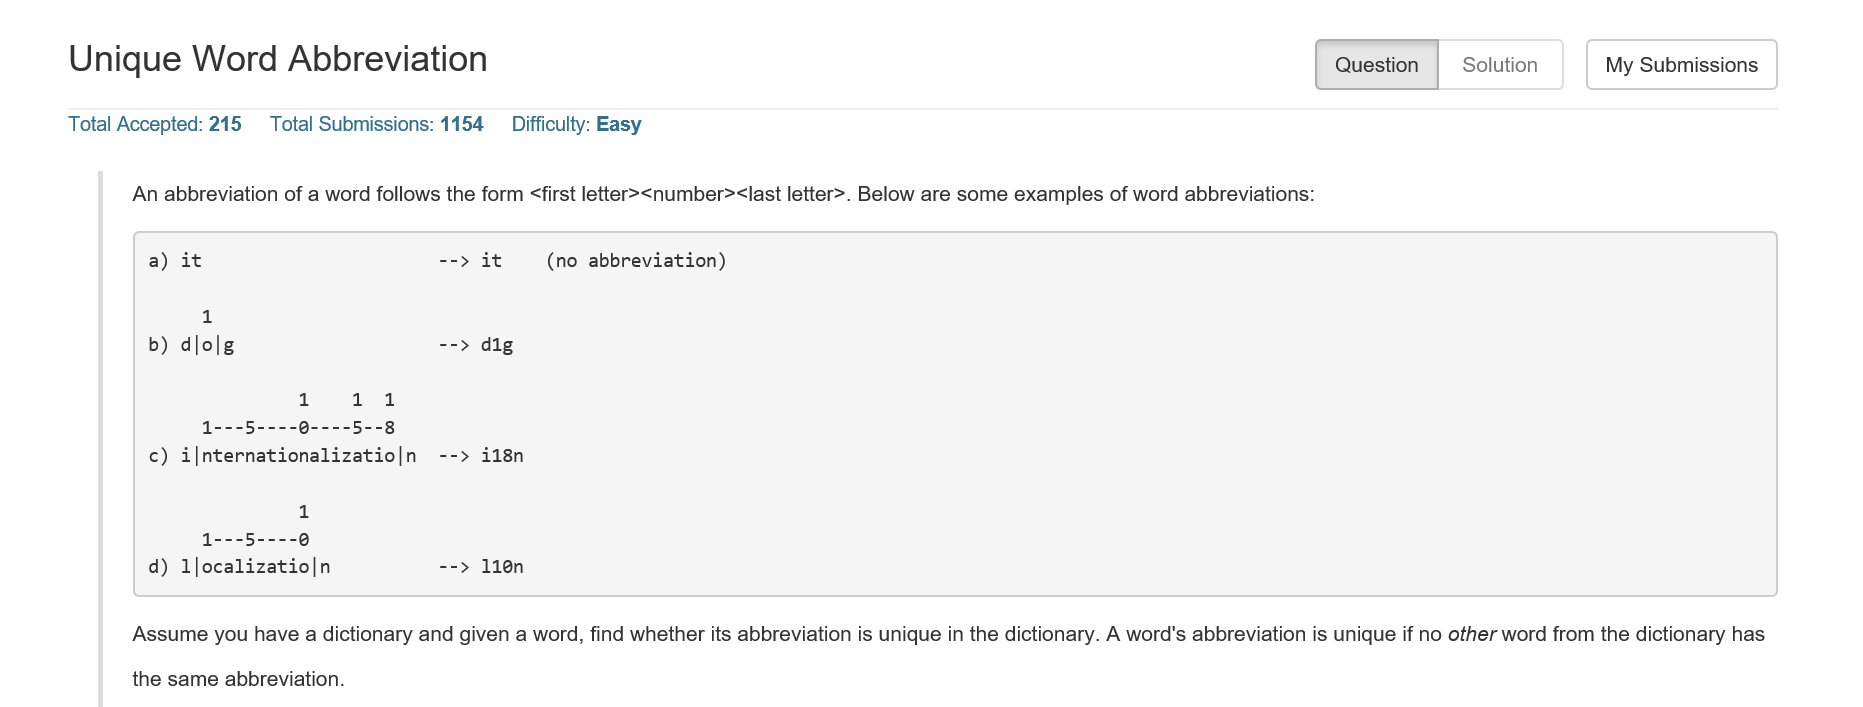 Unique Word Abbreviation
Question Solution My Submissions
Total Accepted: 215 Total Submissions: 1154 Difficulty: Easy
An abbreviation of a word follows the form <first letter><number><last letter>. Below are some examples of word abbreviations:
a) it                      --> it    (no abbreviation)
     1
b) d|o|g                   --> d1g
              1    1  1
     1---5----0----5--8
c) i|nternationalizatio|n  --> i18n
              1
     1---5----0
d) l|ocalizatio|n          --> l10n
Assume you have a dictionary and given a word, find whether its abbreviation is unique in the dictionary. A word's abbreviation is unique if no other word from the dictionary has
the same abbreviation.